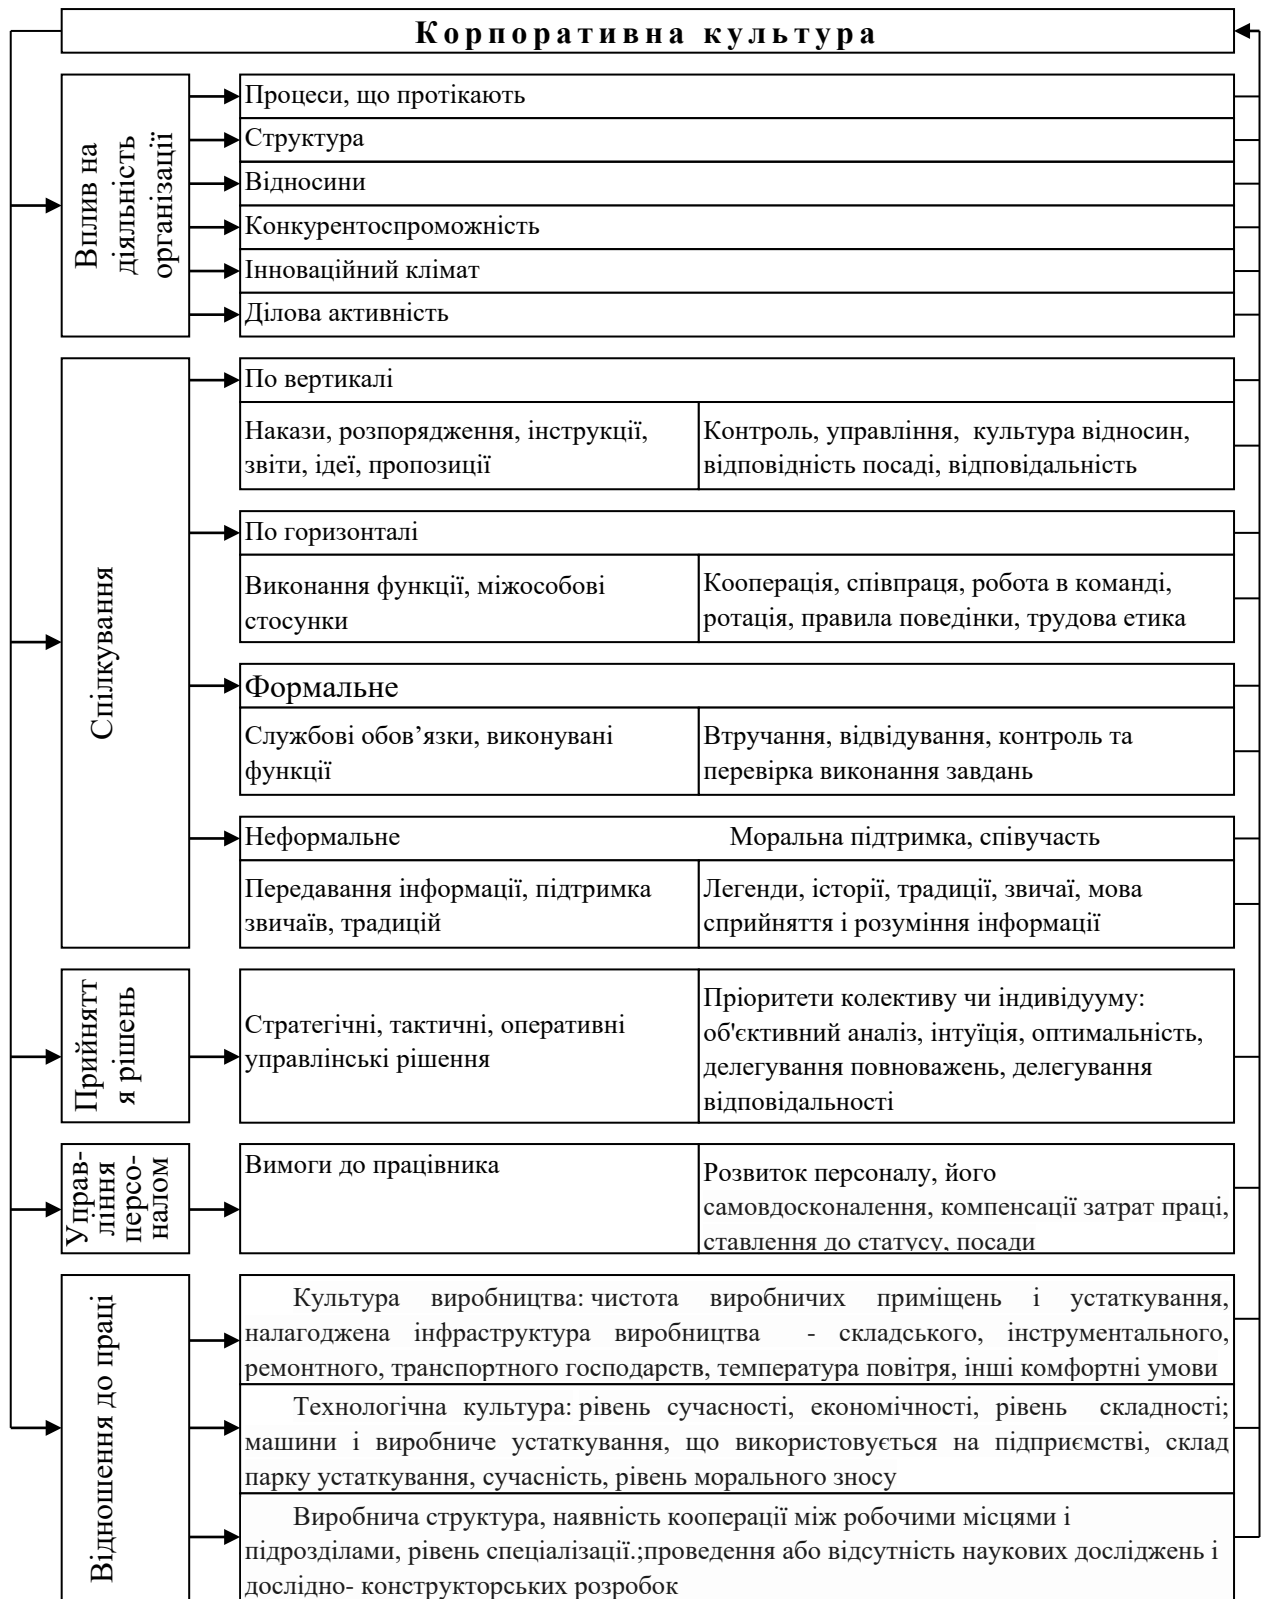 Корпоративна культура
Вплив на
діяльність
організації
Процеси, що протікають
Структура
Відносини
Конкурентоспроможність
Інноваційний клімат
Ділова активність
Спілкування
По вертикалі
Накази, розпорядження, інструкції,
звіти, ідеї, пропозиції
Контроль, управління, культура відносин,
відповідність посаді, відповідальність
По горизонталі
Виконання функції, міжособові
стосунки
Кооперація, співпраця, робота в команді,
ротація, правила поведінки, трудова етика
Формальне
Службові обов’язки, виконувані
функції
Втручання, відвідування, контроль та
перевірка виконання завдань
Неформальне Моральна підтримка, співучасть
Передавання інформації, підтримка
звичаїв, традицій
Легенди, історії, традиції, звичаї, мова
сприйняття і розуміння інформації
Прийнятт
я рішень
Стратегічні, тактичні, оперативні
управлінські рішення
Пріоритети колективу чи індивідууму:
об'єктивний аналіз, інтуїція, оптимальність,
делегування повноважень, делегування
відповідальності
Управ-
ління
персо-
налом
Вимоги до працівника
Розвиток персоналу, його
самовдосконалення, компенсації затрат праці,
ставлення до статусу, посади
Відношення до праці
Культура виробництва: чистота виробничих приміщень і устаткування,
налагоджена інфраструктура виробництва - складського, інструментального,
ремонтного, транспортного господарств, температура повітря, інші комфортні умови
Технологічна культура: рівень сучасності, економічності, рівень складності;
машини і виробниче устаткування, що використовується на підприємстві, склад
парку устаткування, сучасність, рівень морального зносу
Виробнича структура, наявність кооперації між робочими місцями і
підрозділами, рівень спеціалізації.;проведення або відсутність наукових досліджень і
дослідно- конструкторських розробок